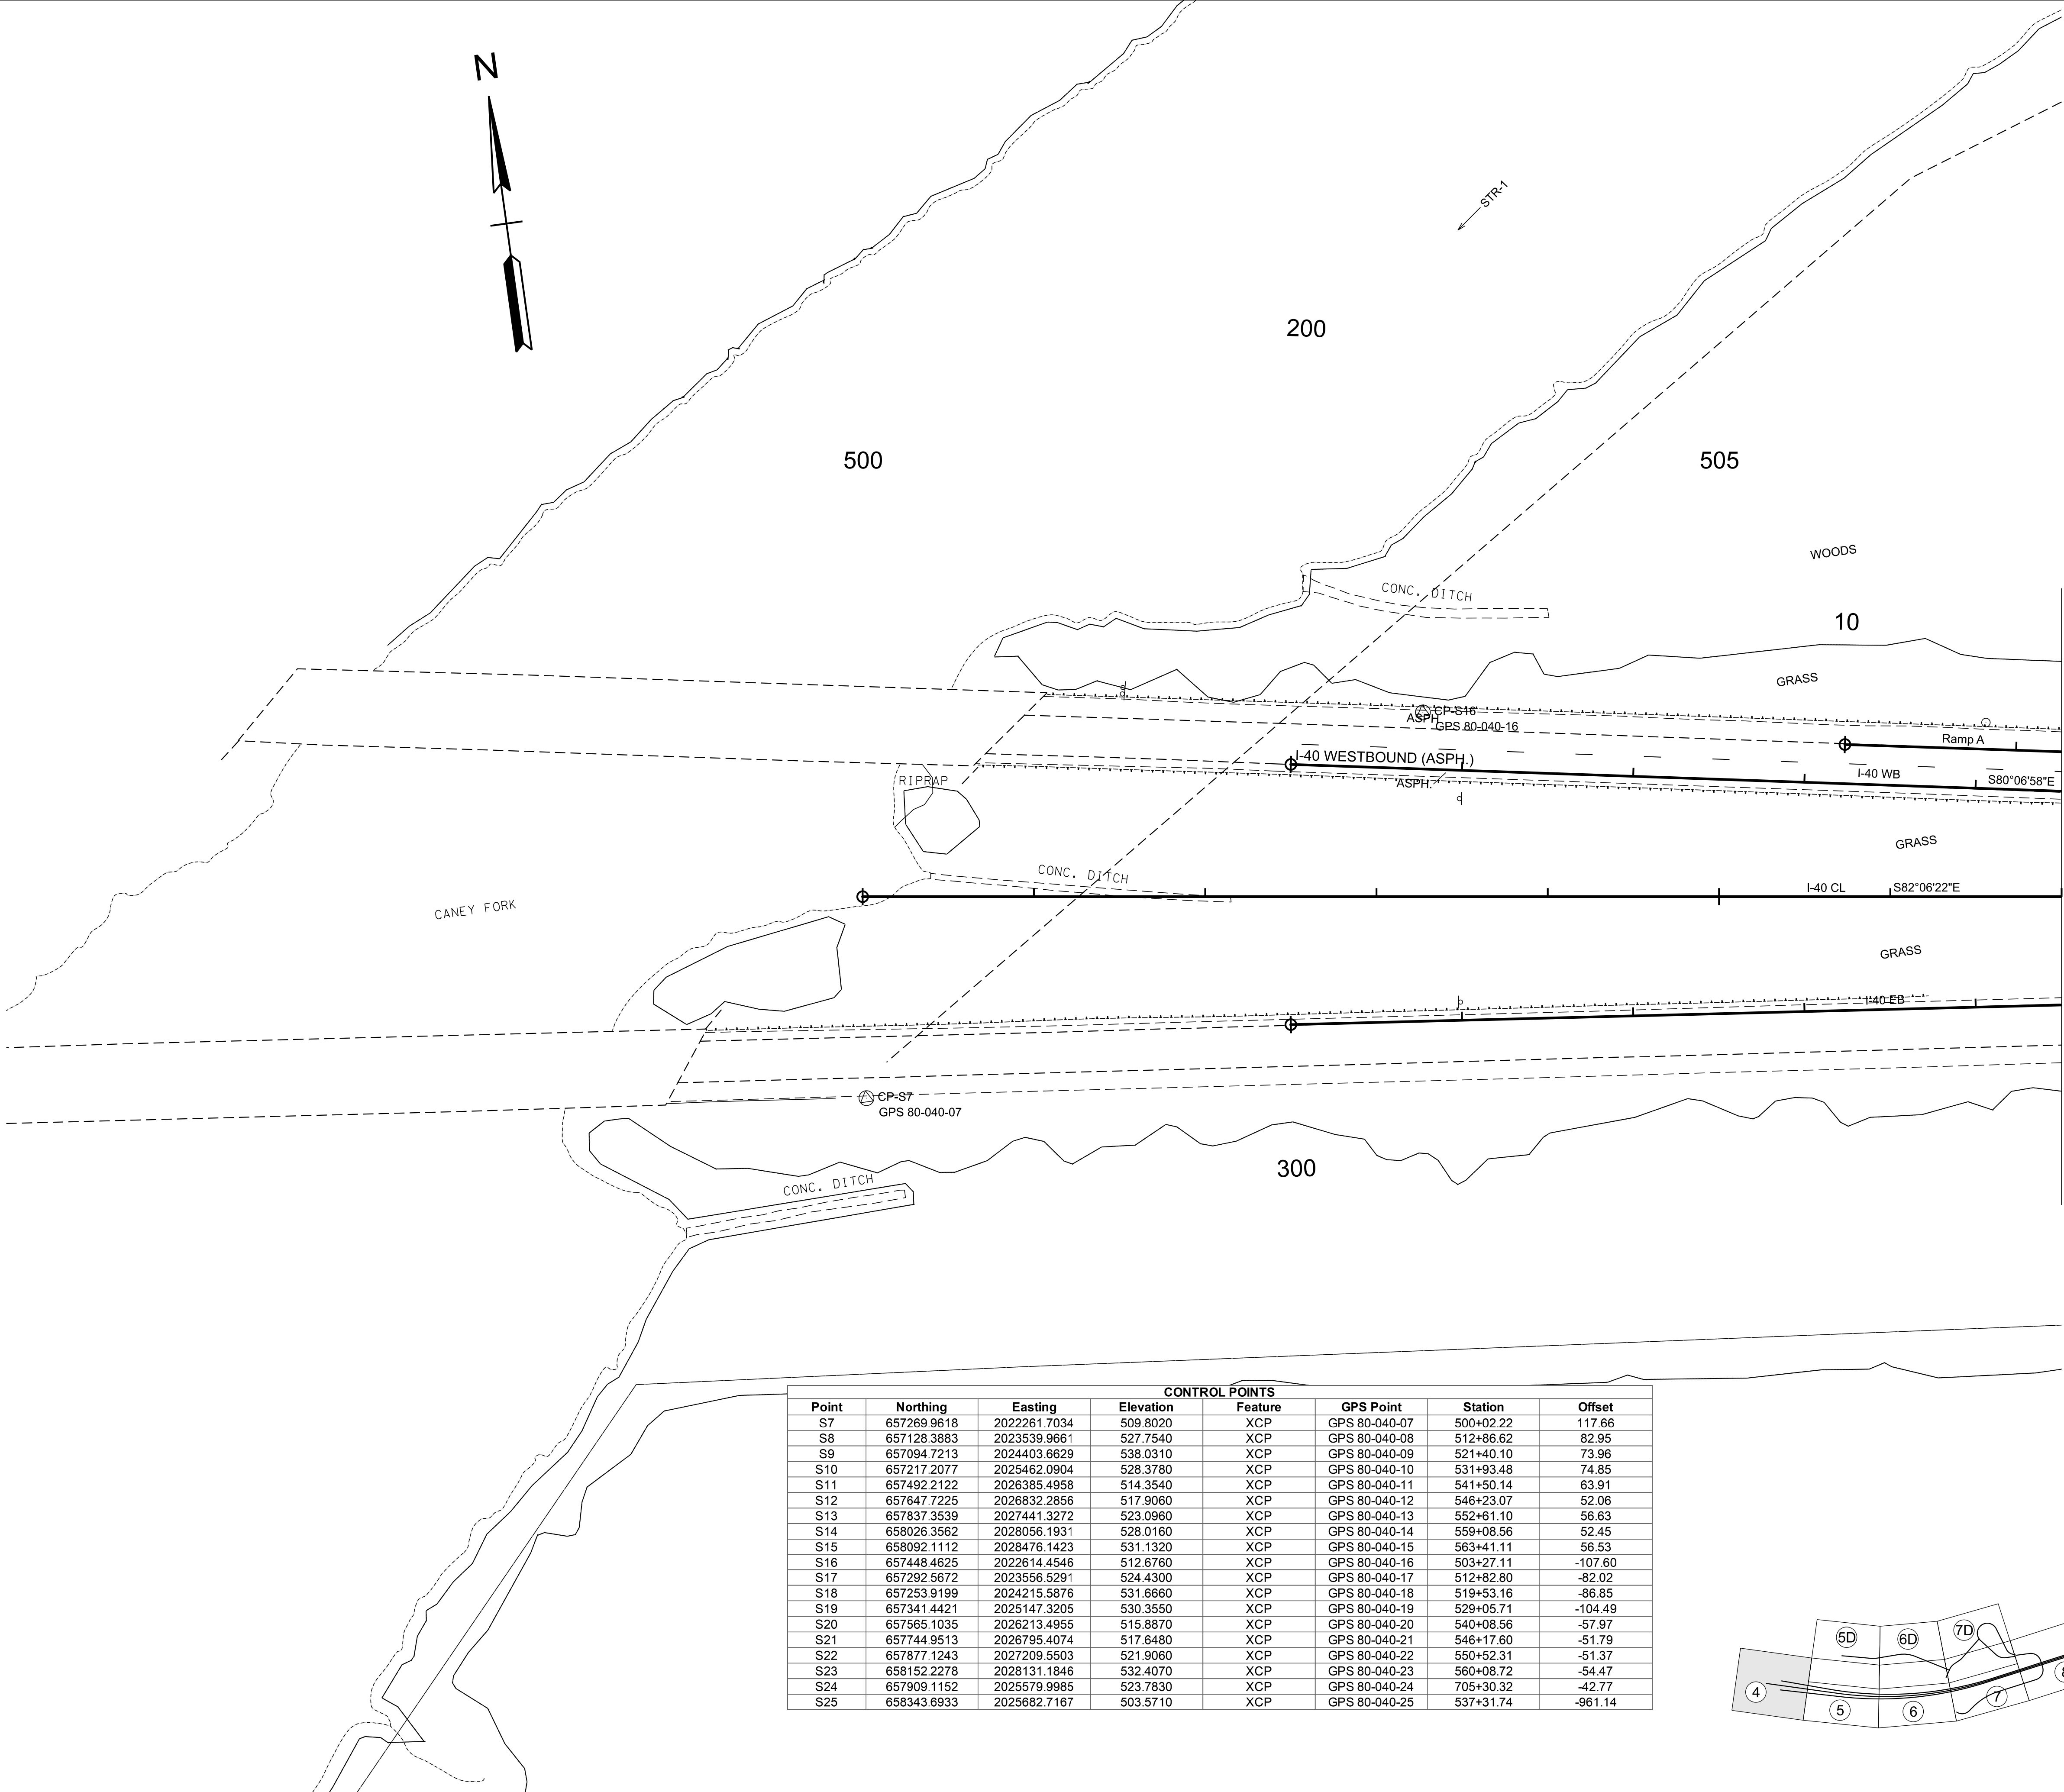 N
STR-1
200
500
505
WOODS
CONC. DITCH
10
GRASS
CP-S16
ASPH.
GPS 80-040-16
Ramp A
I-40 WESTBOUND (ASPH.)
I-40 WB
S80°06'58"E
RIPRAP
ASPH.
GRASS
CONC. DITCH
I-40 CL
S82°06'22"E
CANEY FORK
GRASS
I-40 EB
CP-S7
GPS 80-040-07
300
CONC. DITCH
CONTROL POINTS
Point Northing Easting Elevation Feature GPS Point Station Offset
S7 657269.9618 2022261.7034 509.8020 XCP GPS 80-040-07 500+02.22 117.66
S8 657128.3883 2023539.9661 527.7540 XCP GPS 80-040-08 512+86.62 82.95
S9 657094.7213 2024403.6629 538.0310 XCP GPS 80-040-09 521+40.10 73.96
S10 657217.2077 2025462.0904 528.3780 XCP GPS 80-040-10 531+93.48 74.85
S11 657492.2122 2026385.4958 514.3540 XCP GPS 80-040-11 541+50.14 63.91
S12 657647.7225 2026832.2856 517.9060 XCP GPS 80-040-12 546+23.07 52.06
S13 657837.3539 2027441.3272 523.0960 XCP GPS 80-040-13 552+61.10 56.63
S14 658026.3562 2028056.1931 528.0160 XCP GPS 80-040-14 559+08.56 52.45
S15 658092.1112 2028476.1423 531.1320 XCP GPS 80-040-15 563+41.11 56.53
S16 657448.4625 2022614.4546 512.6760 XCP GPS 80-040-16 503+27.11 -107.60
S17 657292.5672 2023556.5291 524.4300 XCP GPS 80-040-17 512+82.80 -82.02
S18 657253.9199 2024215.5876 531.6660 XCP GPS 80-040-18 519+53.16 -86.85
S19 657341.4421 2025147.3205 530.3550 XCP GPS 80-040-19 529+05.71 -104.49
S20 657565.1035 2026213.4955 515.8870 XCP GPS 80-040-20 540+08.56 -57.97
S21 657744.9513 2026795.4074 517.6480 XCP GPS 80-040-21 546+17.60 -51.79
S22 657877.1243 2027209.5503 521.9060 XCP GPS 80-040-22 550+52.31 -51.37
S23 658152.2278 2028131.1846 532.4070 XCP GPS 80-040-23 560+08.72 -54.47
S24 657909.1152 2025579.9985 523.7830 XCP GPS 80-040-24 705+30.32 -42.77
S25 658343.6933 2025682.7167 503.5710 XCP GPS 80-040-25 537+31.74 -961.14
5D
6D
7D
4
5
6
7